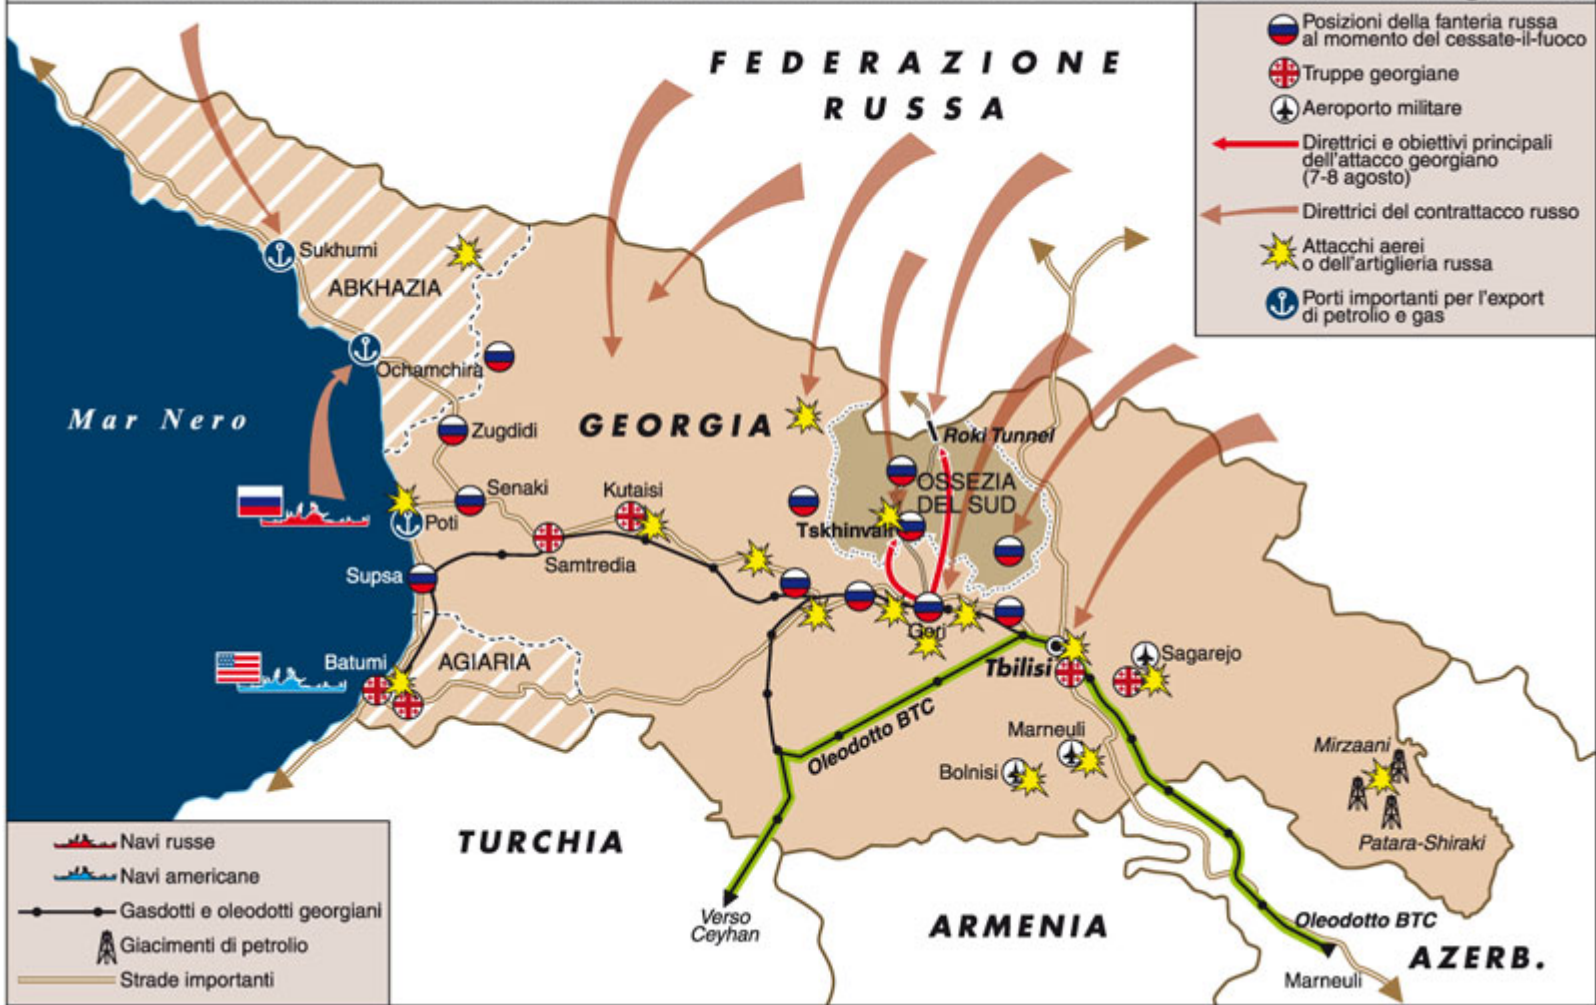 FEDERAZIONE
RUSSA
Posizioni della fanteria russa
al momento del cessate-il-fuoco
Truppe georgiane
Aeroporto militare
Direttrici e obiettivi principali
dell'attacco georgiano
(7-8 agosto)
Direttrici del contrattacco russo
Attacchi aerei
o dell'artiglieria russa
Porti importanti per l'export
di petrolio e gas
Sukhumi
ABKHAZIA
Ochamchira
Mar Nero
GEORGIA
Zugdidi
Roki Tunnel
OSSEZIA
DEL SUD
Senaki
Kutaisi
Poti
Tskhinvali
Samtredia
Supsa
Gori
Batumi
AGIARIA
Tbilisi
Sagarejo
Oleodotto BTC
Marneuli
Bolnisi
Mirzaani
Patara-Shiraki
TURCHIA
Verso
Ceyhan
ARMENIA
Oleodotto BTC
AZERB.
Marneuli
Navi russe
Navi americane
Gasdotti e oleodotti georgiani
Giacimenti di petrolio
Strade importanti